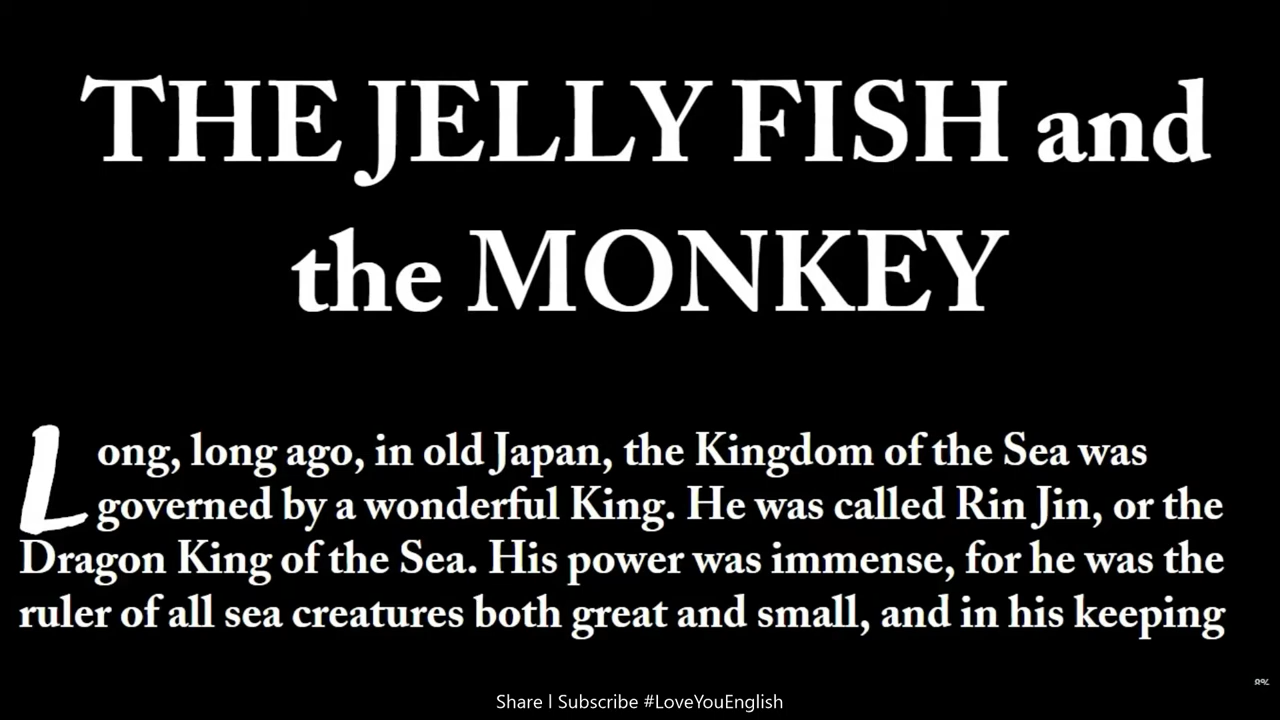 THE JELLY FISH and
the MONKEY
Long, long ago, in old Japan, the Kingdom of the Sea was
governed by a wonderful King. He was called Rin Jin, or the
Dragon King of the Sea. His power was immense, for he was the
ruler of all sea creatures both great and small, and in his keeping
8%
Share | Subscribe #LoveYouEnglish